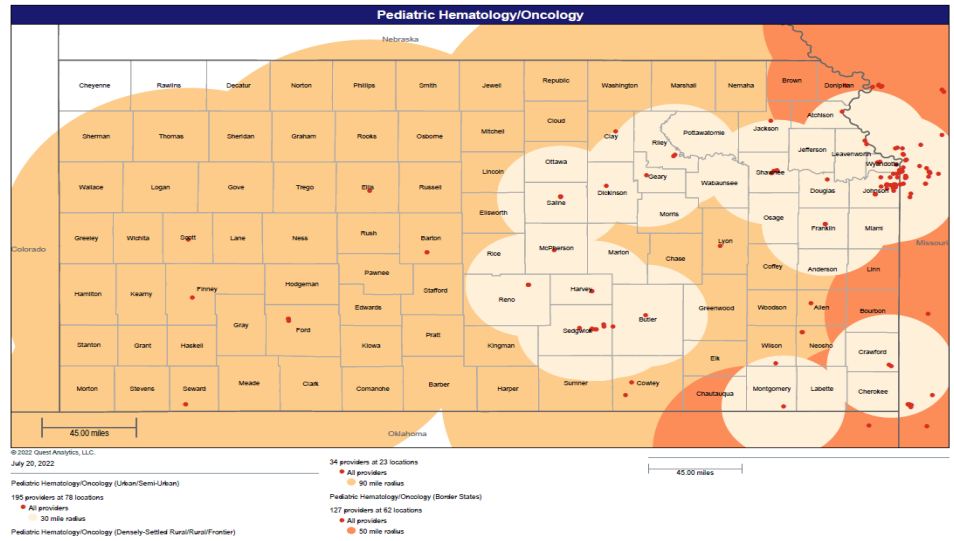 Pediatric Hematology/Oncology
Nebraska
Cheyenne Rawlins Decatur Norton Phillips Smith Jewell Republic Washington Marshall Nemaha Brown Doniphan
Sherman Thomas Sheridan Graham Rooks Osborne Mitchell Cloud Clay Riley Pottawatomie Jackson Atchison
Jefferson Leavenworth
Wallace Logan Gove Trego Ellis Russell Lincoln Ottawa Dickinson Geary Wabaunsee Shawnee Douglas Johnson Wyandotte
Ellsworth Saline Morris Osage Franklin Miami
Colorado Greeley Wichita Scott Lane Ness Rush Barton Rice McPherson Marion Chase Lyon Coffey Anderson Linn Missouri
Hamilton Kearny Finney Hodgeman Pawnee Stafford Reno Harvey
Gray Ford Edwards Sedgwick Butler Greenwood Woodson Allen Bourbon
Stanton Grant Haskell Kiowa Pratt Kingman Elk Wilson Neosho Crawford
Morton Stevens Seward Meade Clark Comanche Barber Harper Sumner Cowley Chautauqua Montgomery Labette Cherokee
45.00 miles
Oklahoma
© 2022 Quest Analytics, LLC.
July 20, 2022
Pediatric Hematology/Oncology (Urban/Semi-Urban)
195 providers at 78 locations
All providers
30 mile radius
Pediatric Hematology/Oncology (Densely-Settled Rural/Rural/Frontier)
34 providers at 23 locations
All providers
90 mile radius
Pediatric Hematology/Oncology (Border States)
127 providers at 62 locations
All providers
50 mile radius
45.00 miles